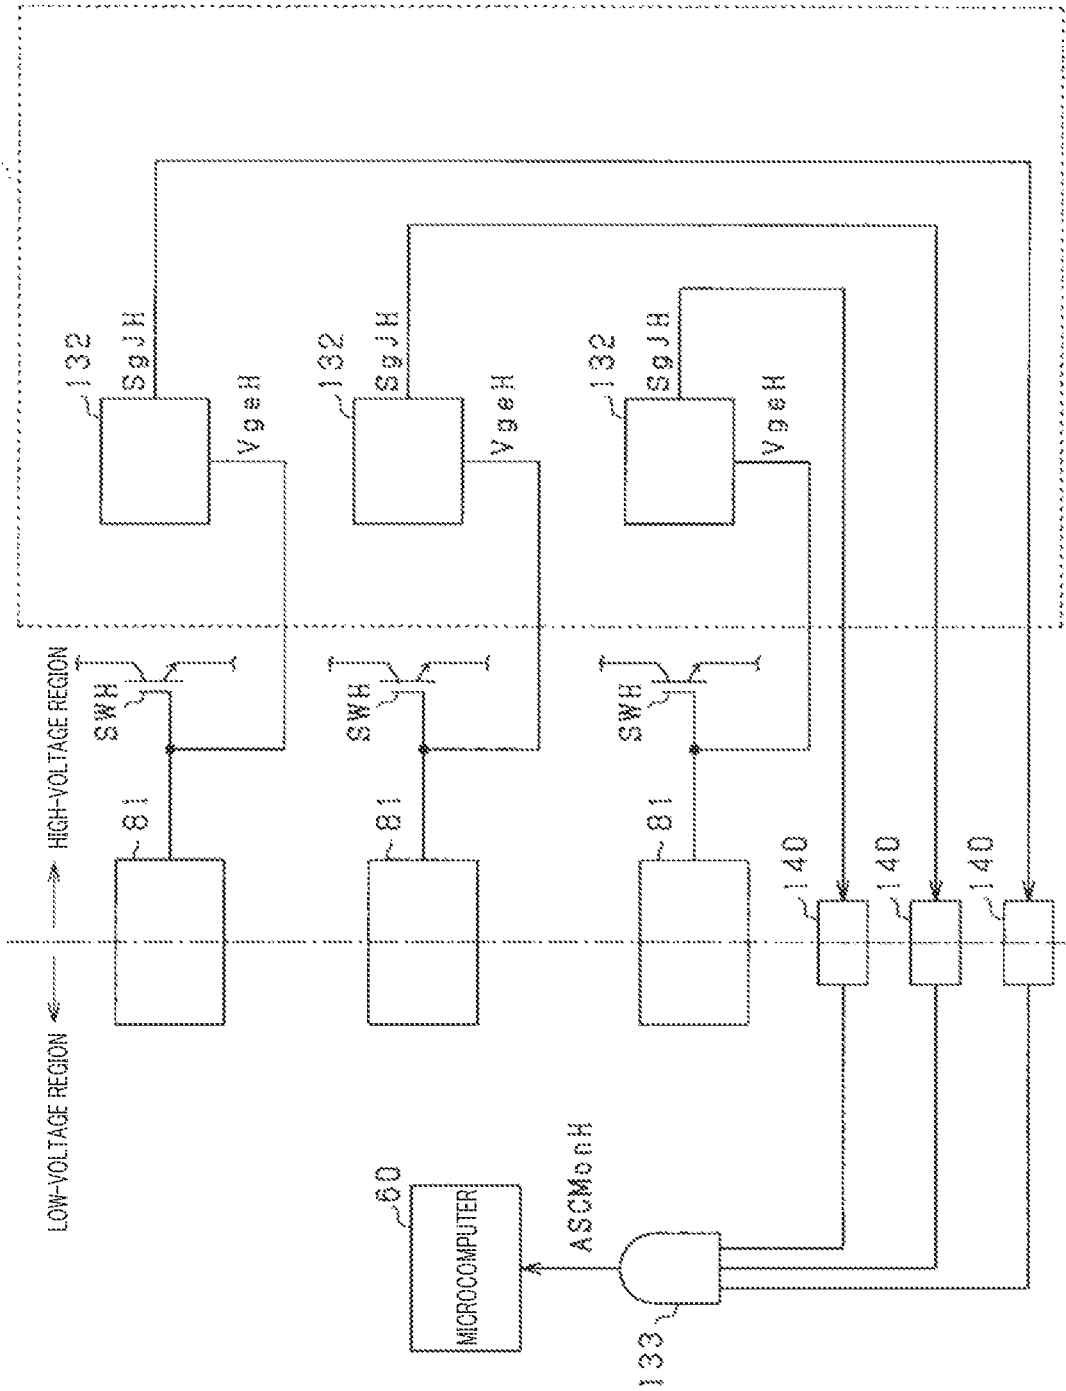 LOW-VOLTAGE REGION
HIGH-VOLTAGE REGION
81
SWH
132
SgJH
VgeH
81
SWH
132
SgJH
VgeH
81
SWH
132
SgJH
VgeH
140
140
140
60
MICROCOMPUTER
ASCMonH
133